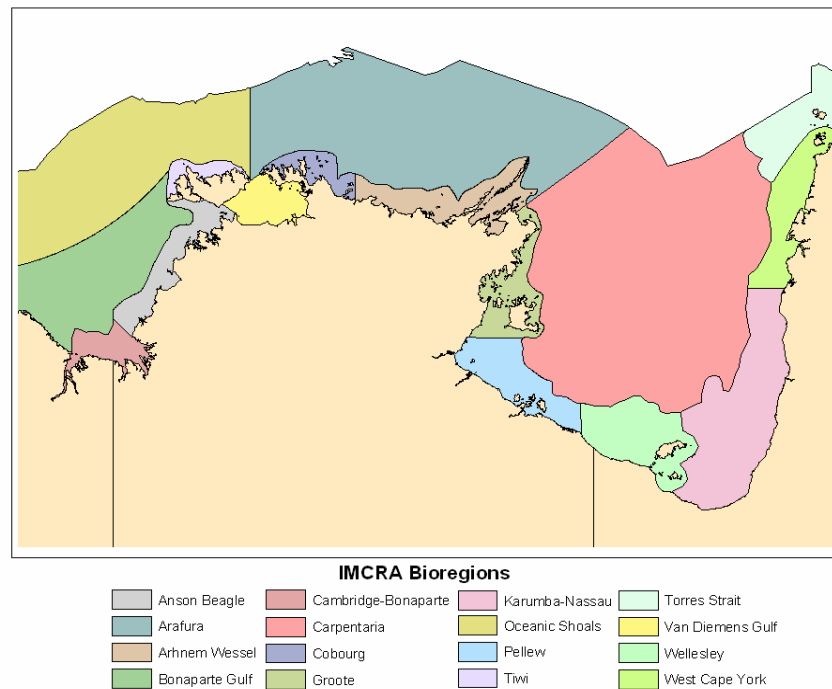 IMCRA Bioregions
Anson Beagle
Arafura
Arhnem Wessel
Bonaparte Gulf
Cambridge-Bonaparte
Carpentaria
Cobourg
Groote
Karumba-Nassau
Oceanic Shoals
Pellew
Tiwi
Torres Strait
Van Diemens Gulf
Wellesley
West Cape York